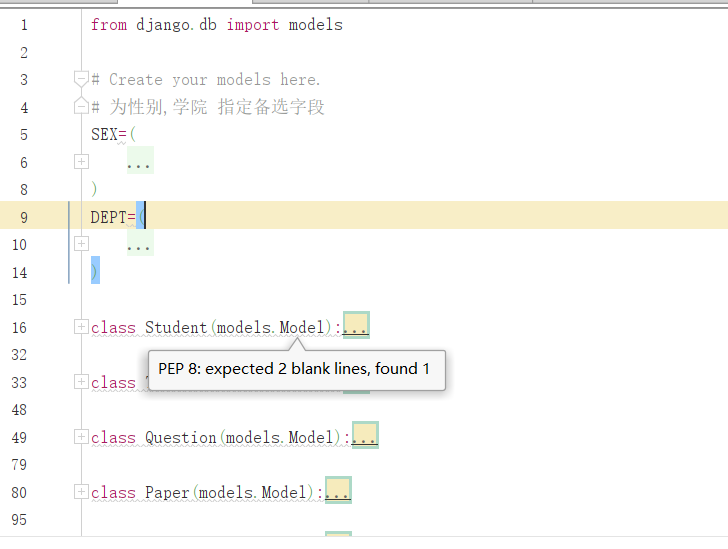 1 from django.db import models
2
3 # Create your models here.
4 # 为性别,学院 指定备选字段
5 SEX=(
6 ...
8 )
9 DEPT=(
10 ...
14 )
15
16 class Student(models.Model):...
32
PEP 8: expected 2 blank lines, found 1
33 class
48
49 class Question(models.Model):...
79
80 class Paper(models.Model):...
95